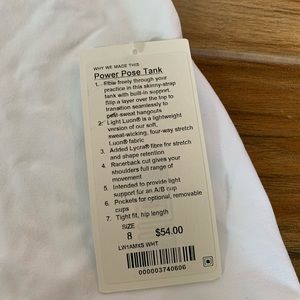 WHY WE MADE THIS
Power Pose Tank
1. Flow freely through your
practice in this skinny-strap
tank with built-in support,
flip a layer over the top to
transition seamlessly to
post-sweat hangouts
2. Light Luon® is a lightweight
version of our soft,
sweat-wicking, four-way stretch
Luon® fabric
3. Added Lycra® fibre for stretch
and shape retention
4. Racerback cut gives your
shoulders full range of
movement
5. Intended to provide light
support for an A/B cup
6. Pockets for optional, removable
cups
7. Tight fit, hip length
SIZE
8 $54.00
LW1AMXS WHT
000003740606